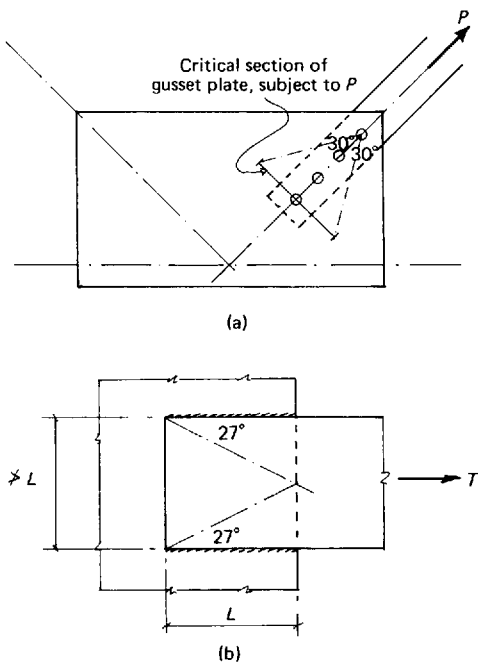 P
Critical section of
gusset plate, subject to P
30°
30°
(a)
27°
≯ L
T
27°
L
(b)